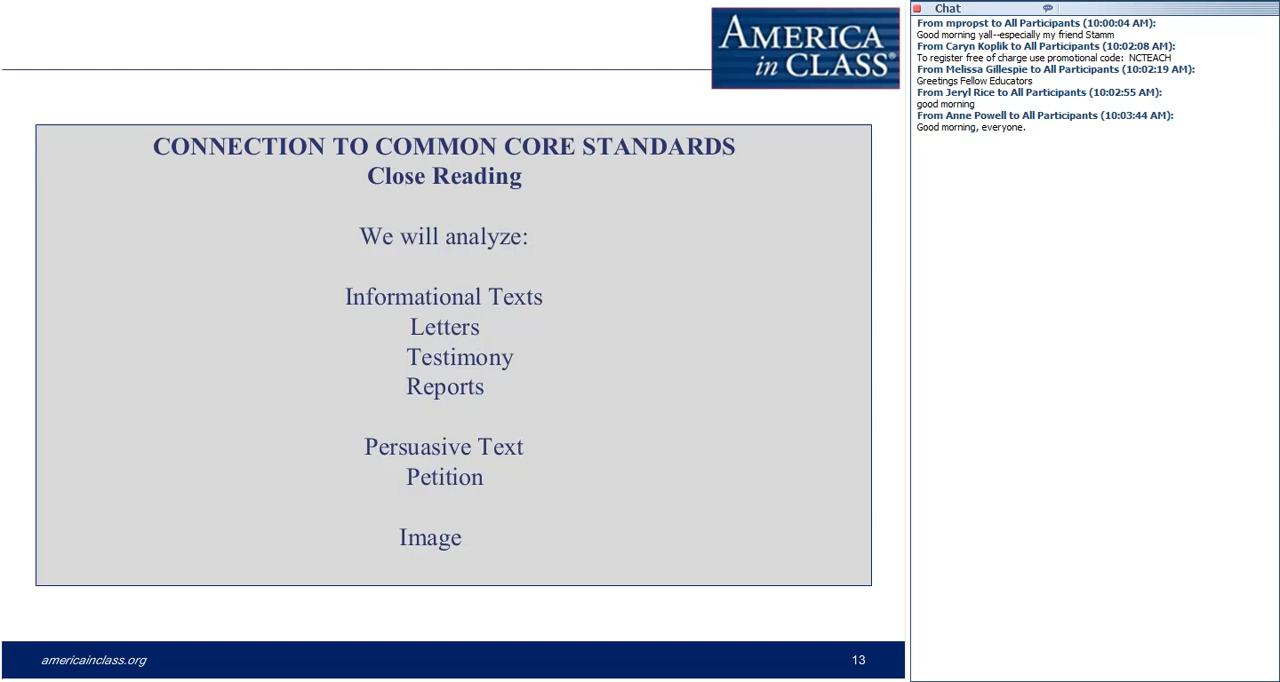 AMERICA
in CLASS®
CONNECTION TO COMMON CORE STANDARDS
Close Reading
We will analyze:
Informational Texts
Letters
Testimony
Reports
Persuasive Text
Petition
Image
americainclass.org
13
Chat
From mpropst to All Participants (10:00:04 AM):
Good morning yall--especially my friend Stamm
From Caryn Koplik to All Participants (10:02:08 AM):
To register free of charge use promotional code:  NCTEACH
From Melissa Gillespie to All Participants (10:02:19 AM):
Greetings Fellow Educators
From Jeryl Rice to All Participants (10:02:55 AM):
good morning
From Anne Powell to All Participants (10:03:44 AM):
Good morning, everyone.